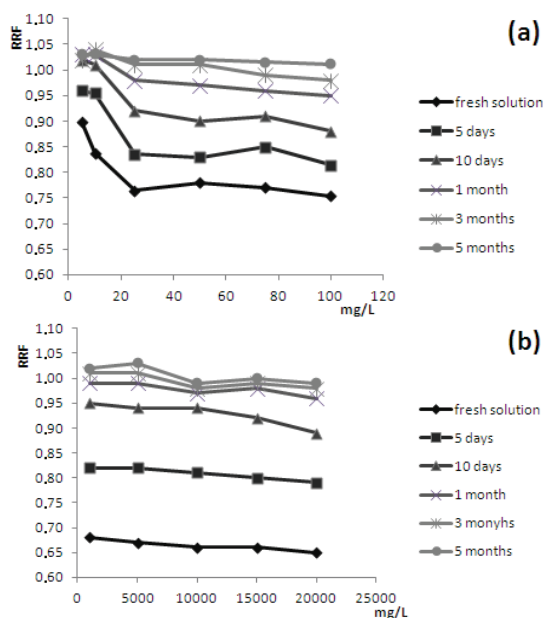 RRF
1.10
1.05
1.00
0.95
0.90
0.85
0.80
0.75
0.70
0.65
0.60
0 20 40 60 80 100 120
mg/L
(a)
fresh solution
5 days
10 days
1 month
3 months
5 months
RRF
1.10
1.05
1.00
0.95
0.90
0.85
0.80
0.75
0.70
0.65
0.60
0 5000 10000 15000 20000 25000
mg/L
(b)
fresh solution
5 days
10 days
1 month
3 monyhs
5 months